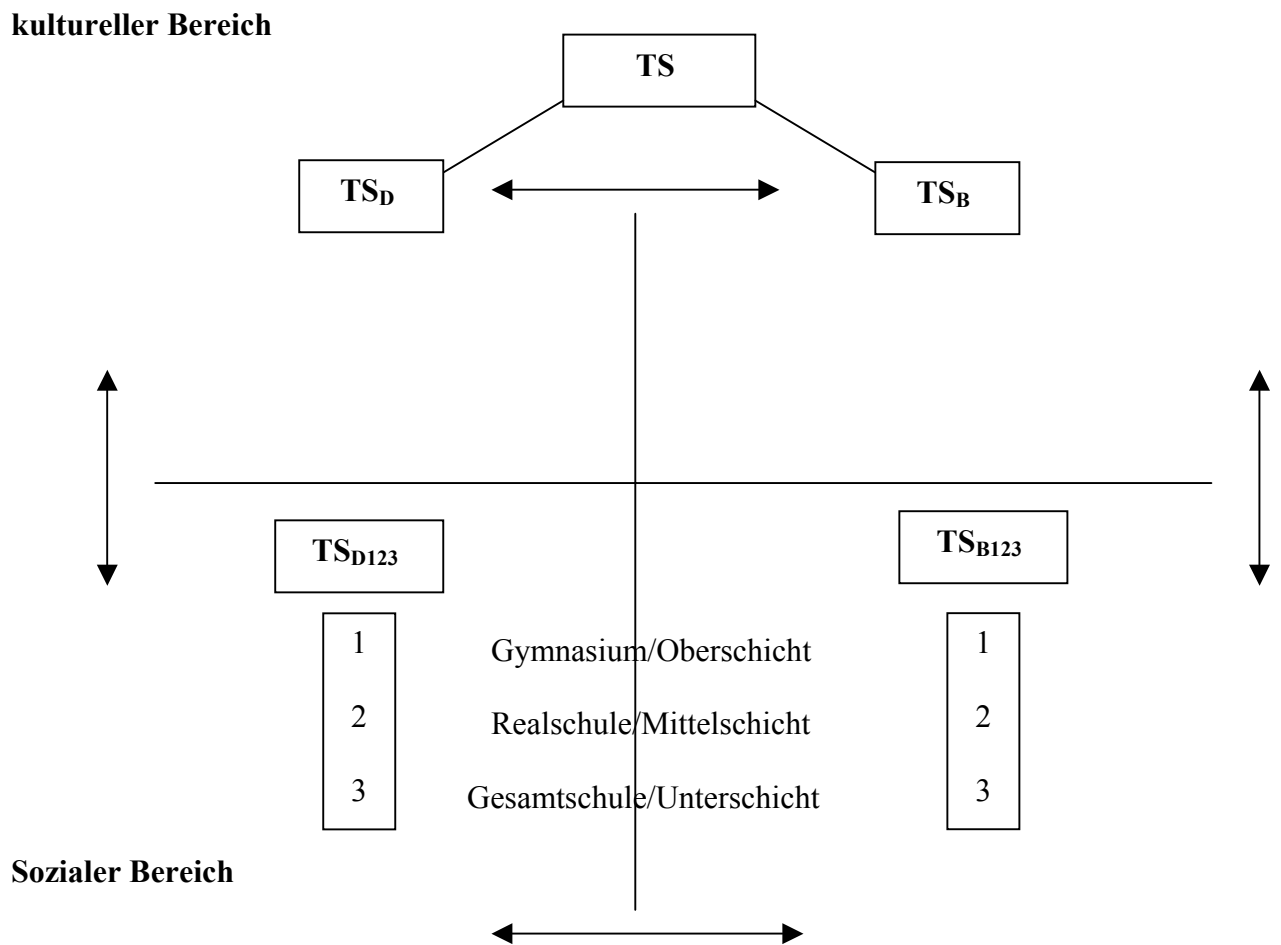 kultureller Bereich
TS
TSD TSB
TSD123 TSB123
1 Gymnasium/Oberschicht 1
2 Realschule/Mittelschicht 2
3 Gesamtschule/Unterschicht 3
Sozialer Bereich